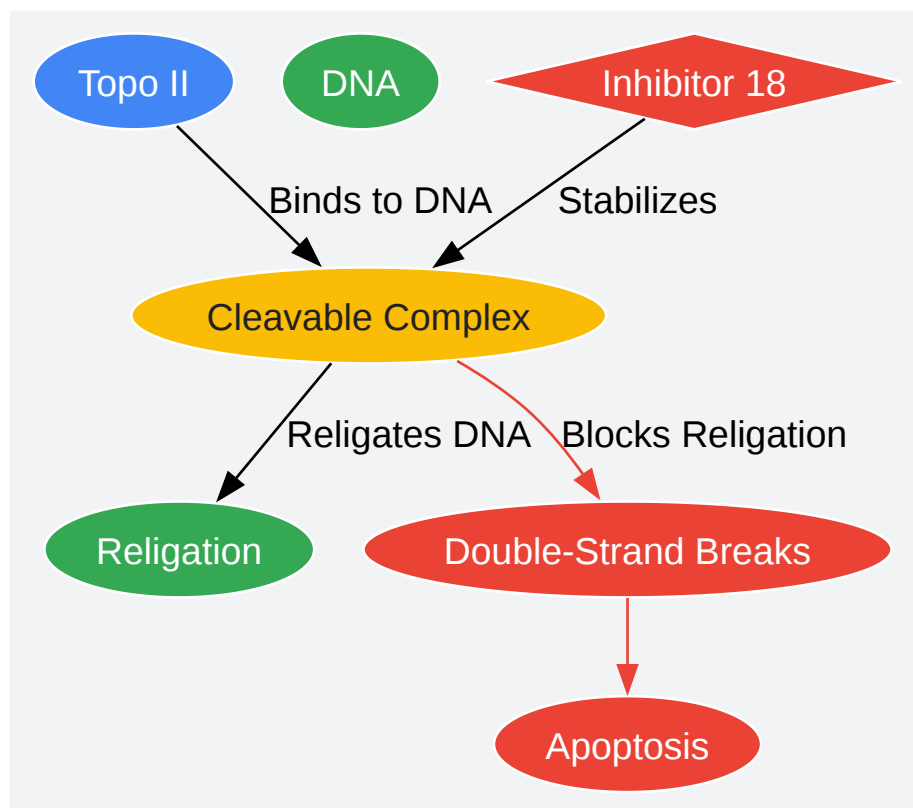 Topo II
DNA
Inhibitor 18
Binds to DNA
Stabilizes
Cleavable Complex
Religates DNA
Blocks Religation
Religation
Double-Strand Breaks
Apoptosis